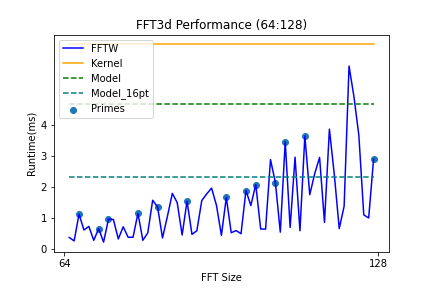 FFT3d Performance (64:128)
FFTW
Kernel
Model
Model_16pt
Primes
Runtime(ms)
4
3
2
1
0
64
128
FFT Size